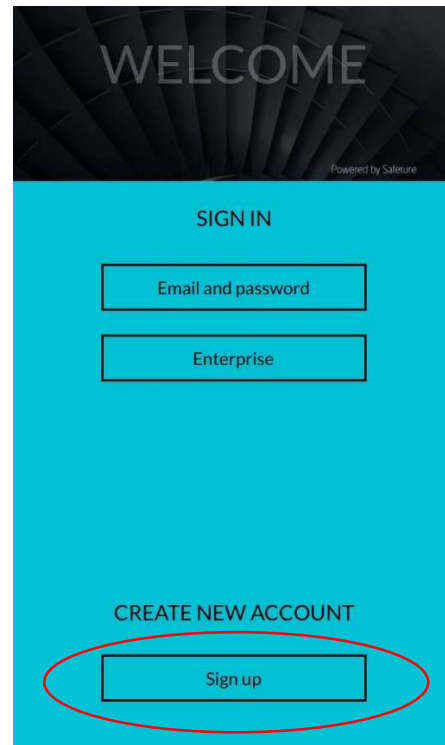 WELCOME
Powered by Safeture
SIGN IN
Email and password
Enterprise
CREATE NEW ACCOUNT
Sign up